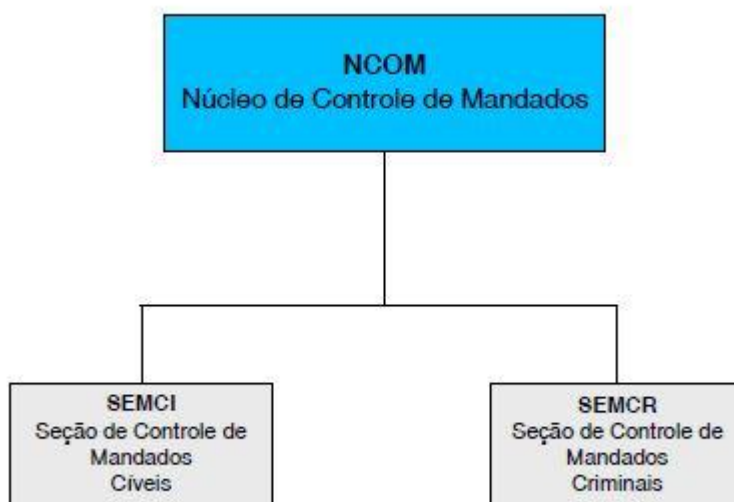 NCOM
Núcleo de Controle de Mandados
SEMCI
Seção de Controle de
Mandados
Cíveis
SEMCR
Seção de Controle de
Mandados
Criminais